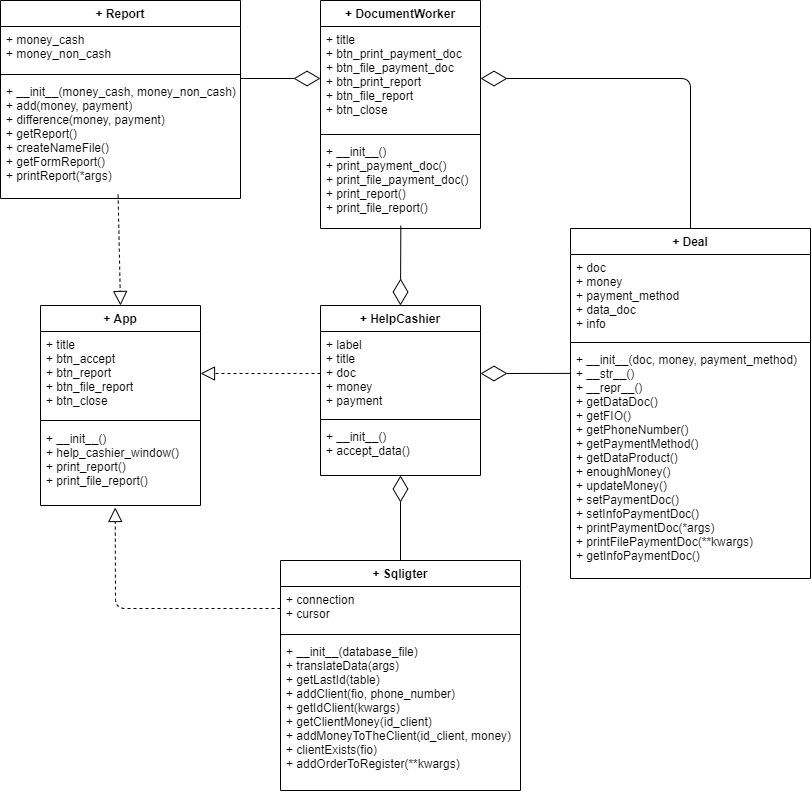 + Report
+ money_cash
+ money_non_cash
+ __init__(money_cash, money_non_cash)
+ add(money, payment)
+ difference(money, payment)
+ getReport()
+ createNameFile()
+ getFormReport()
+ printReport(*args)
+ DocumentWorker
+ title
+ btn_print_payment_doc
+ btn_file_payment_doc
+ btn_print_report
+ btn_file_report
+ btn_close
+ __init__()
+ print_payment_doc()
+ print_file_payment_doc()
+ print_report()
+ print_file_report()
+ Deal
+ doc
+ money
+ payment_method
+ data_doc
+ info
+ __init__(doc, money, payment_method)
+ __str__()
+ __repr__()
+ getDataDoc()
+ getFIO()
+ getPhoneNumber()
+ getPaymentMethod()
+ getDataProduct()
+ enoughMoney()
+ updateMoney()
+ setPaymentDoc()
+ setInfoPaymentDoc()
+ printPaymentDoc(*args)
+ printFilePaymentDoc(**kwargs)
+ getInfoPaymentDoc()
+ App
+ title
+ btn_accept
+ btn_report
+ btn_file_report
+ btn_close
+ __init__()
+ help_cashier_window()
+ print_report()
+ print_file_report()
+ HelpCashier
+ label
+ title
+ doc
+ money
+ payment
+ __init__()
+ accept_data()
+ Sqligter
+ connection
+ cursor
+ __init__(database_file)
+ translateData(args)
+ getLastId(table)
+ addClient(fio, phone_number)
+ getIdClient(kwargs)
+ getClientMoney(id_client)
+ addMoneyToTheClient(id_client, money)
+ clientExists(fio)
+ addOrderToRegister(**kwargs)